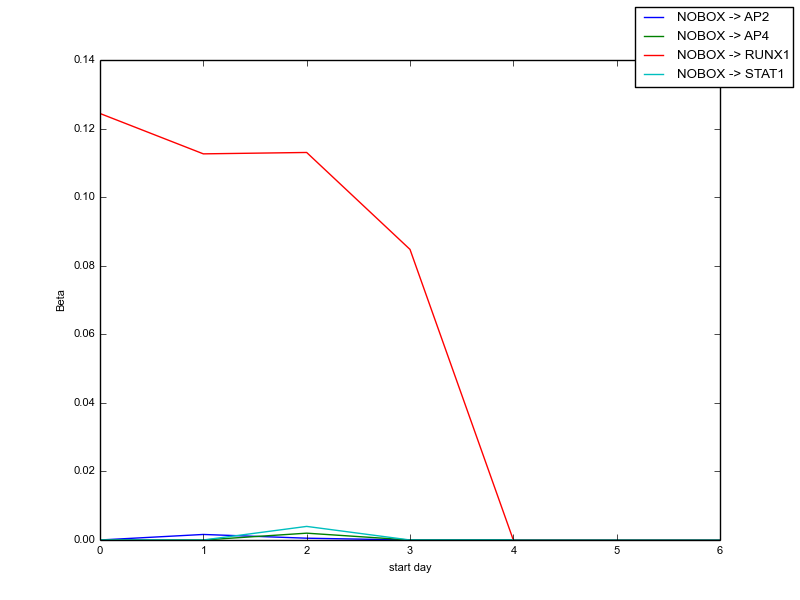 NOBOX -> AP2
NOBOX -> AP4
NOBOX -> RUNX1
NOBOX -> STAT1
0.14
0.12
0.10
0.08
0.06
0.04
0.02
0.00
Beta
0 1 2 3 4 5 6
start day